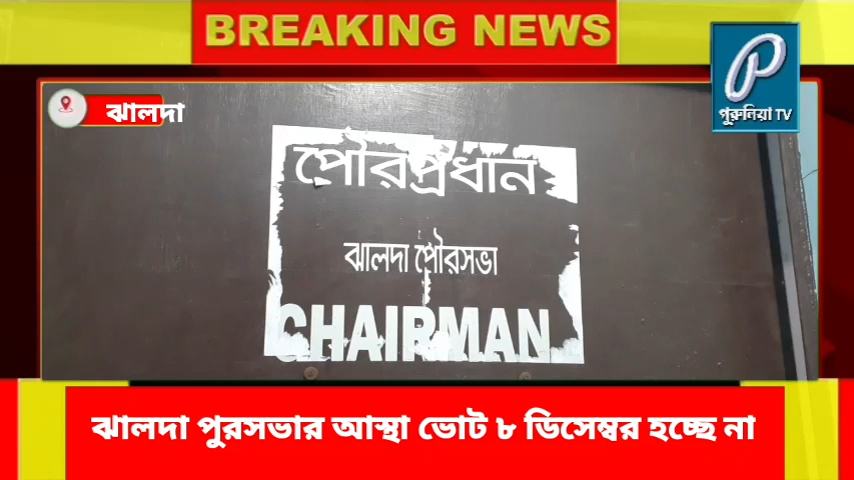 BREAKING NEWS
পুরুলিয়া TV
ঝালদা
পৌরপ্রধান
ঝালদা পৌরসভা
CHAIRMAN
ঝালদা পুরসভার আস্থা ভোট ৮ ডিসেম্বর হচ্ছে না